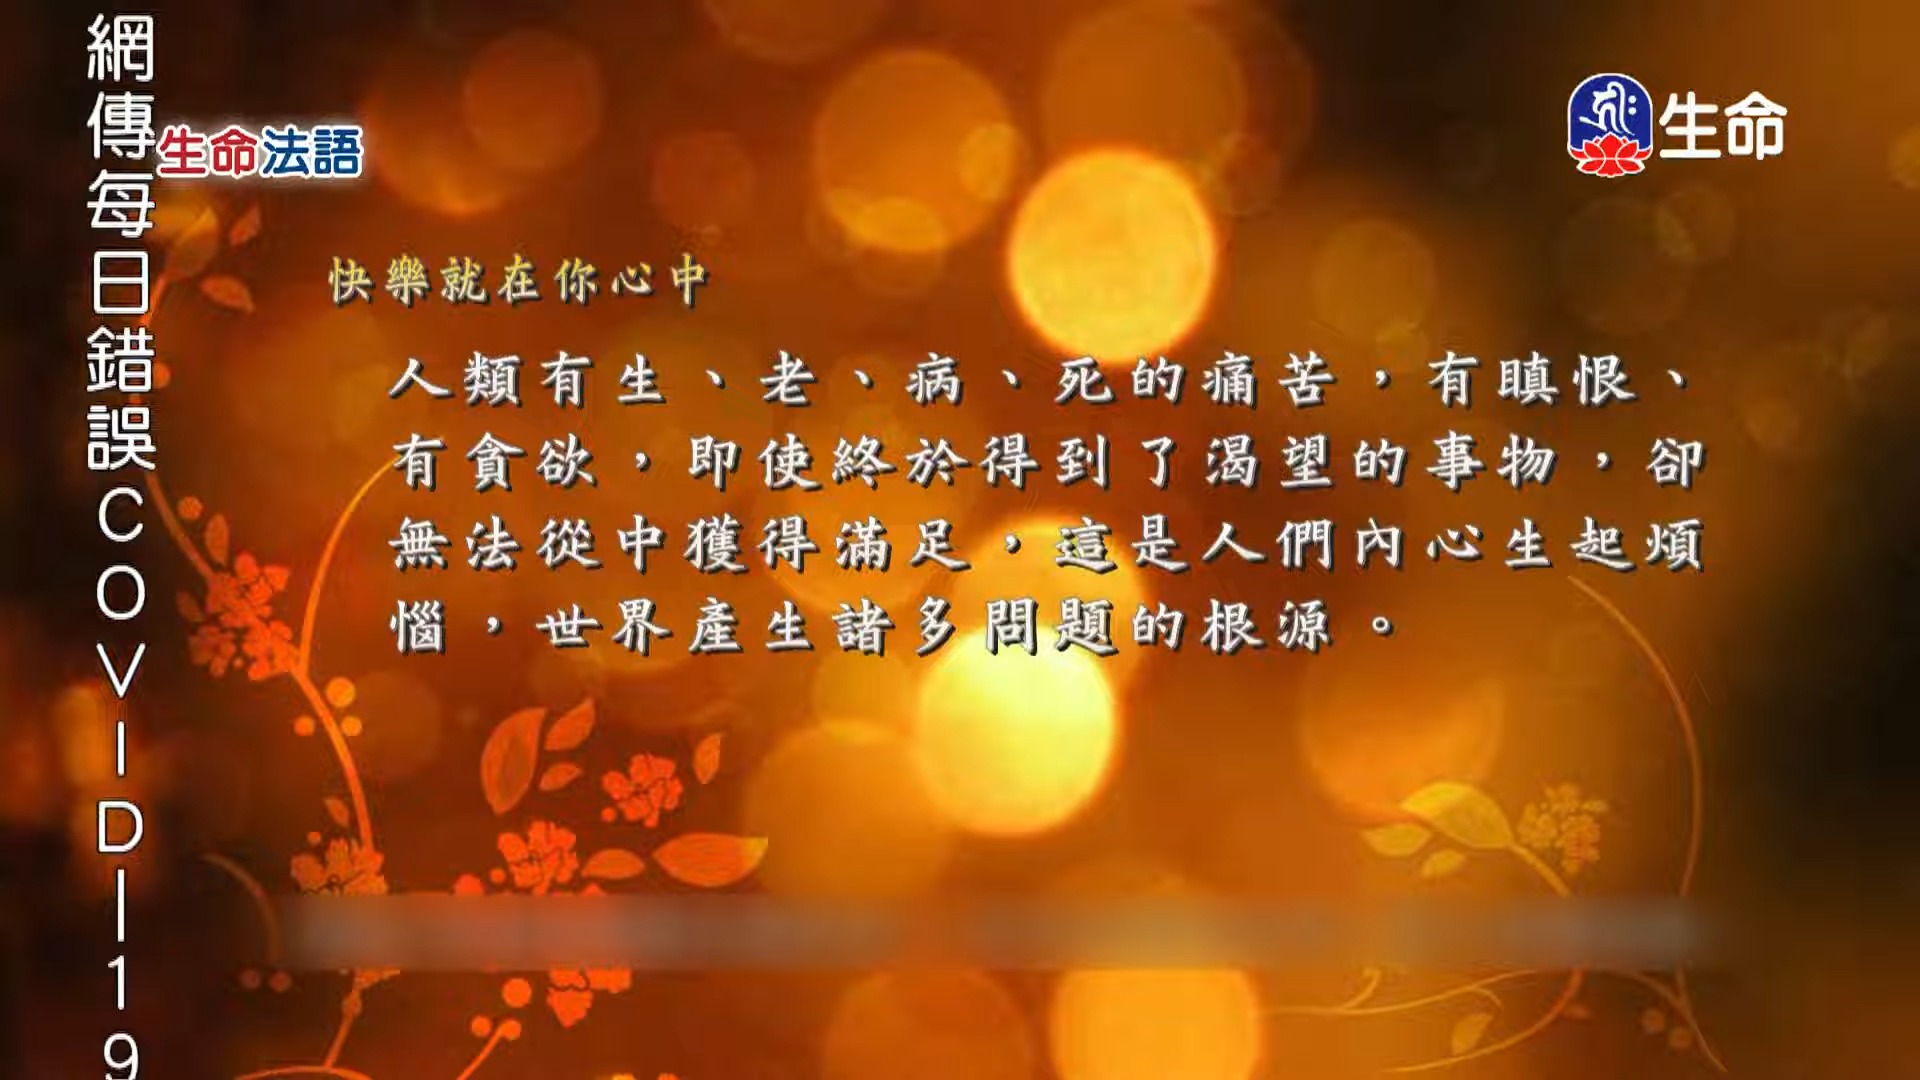 網傳每日錯誤COVID-19
生命法語
生命
快樂就在你心中
人類有生、老、病、死的痛苦，有瞋恨、
有貪欲，即使終於得到了渴望的事物，卻
無法從中獲得滿足，這是人們內心生起煩
惱，世界產生諸多問題的根源。